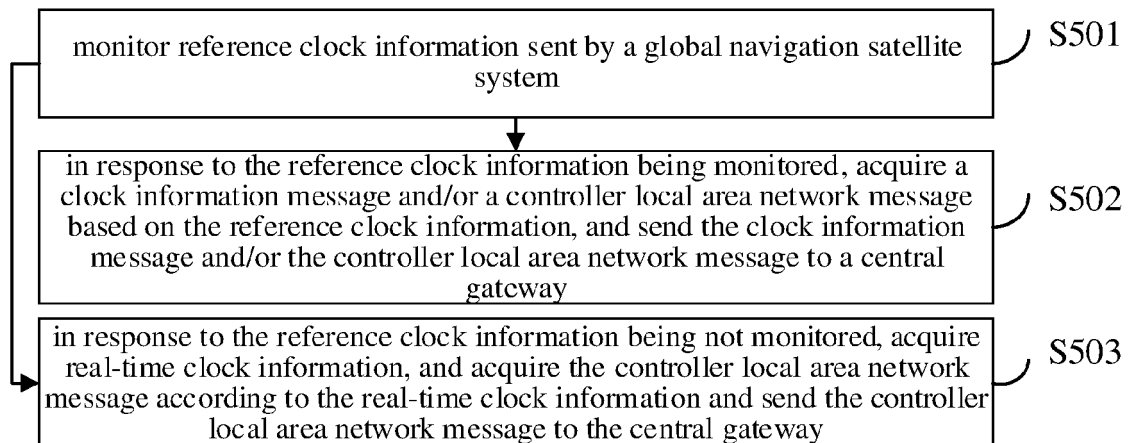 monitor reference clock information sent by a global navigation satellite
system
S501
in response to the reference clock information being monitored, acquire a
clock information message and/or a controller local area network message
based on the reference clock information, and send the clock information
message and/or the controller local area network message to a central
gateway
S502
in response to the reference clock information being not monitored, acquire
real-time clock information, and acquire the controller local area network
message according to the real-time clock information and send the controller
local area network message to the central gateway
S503